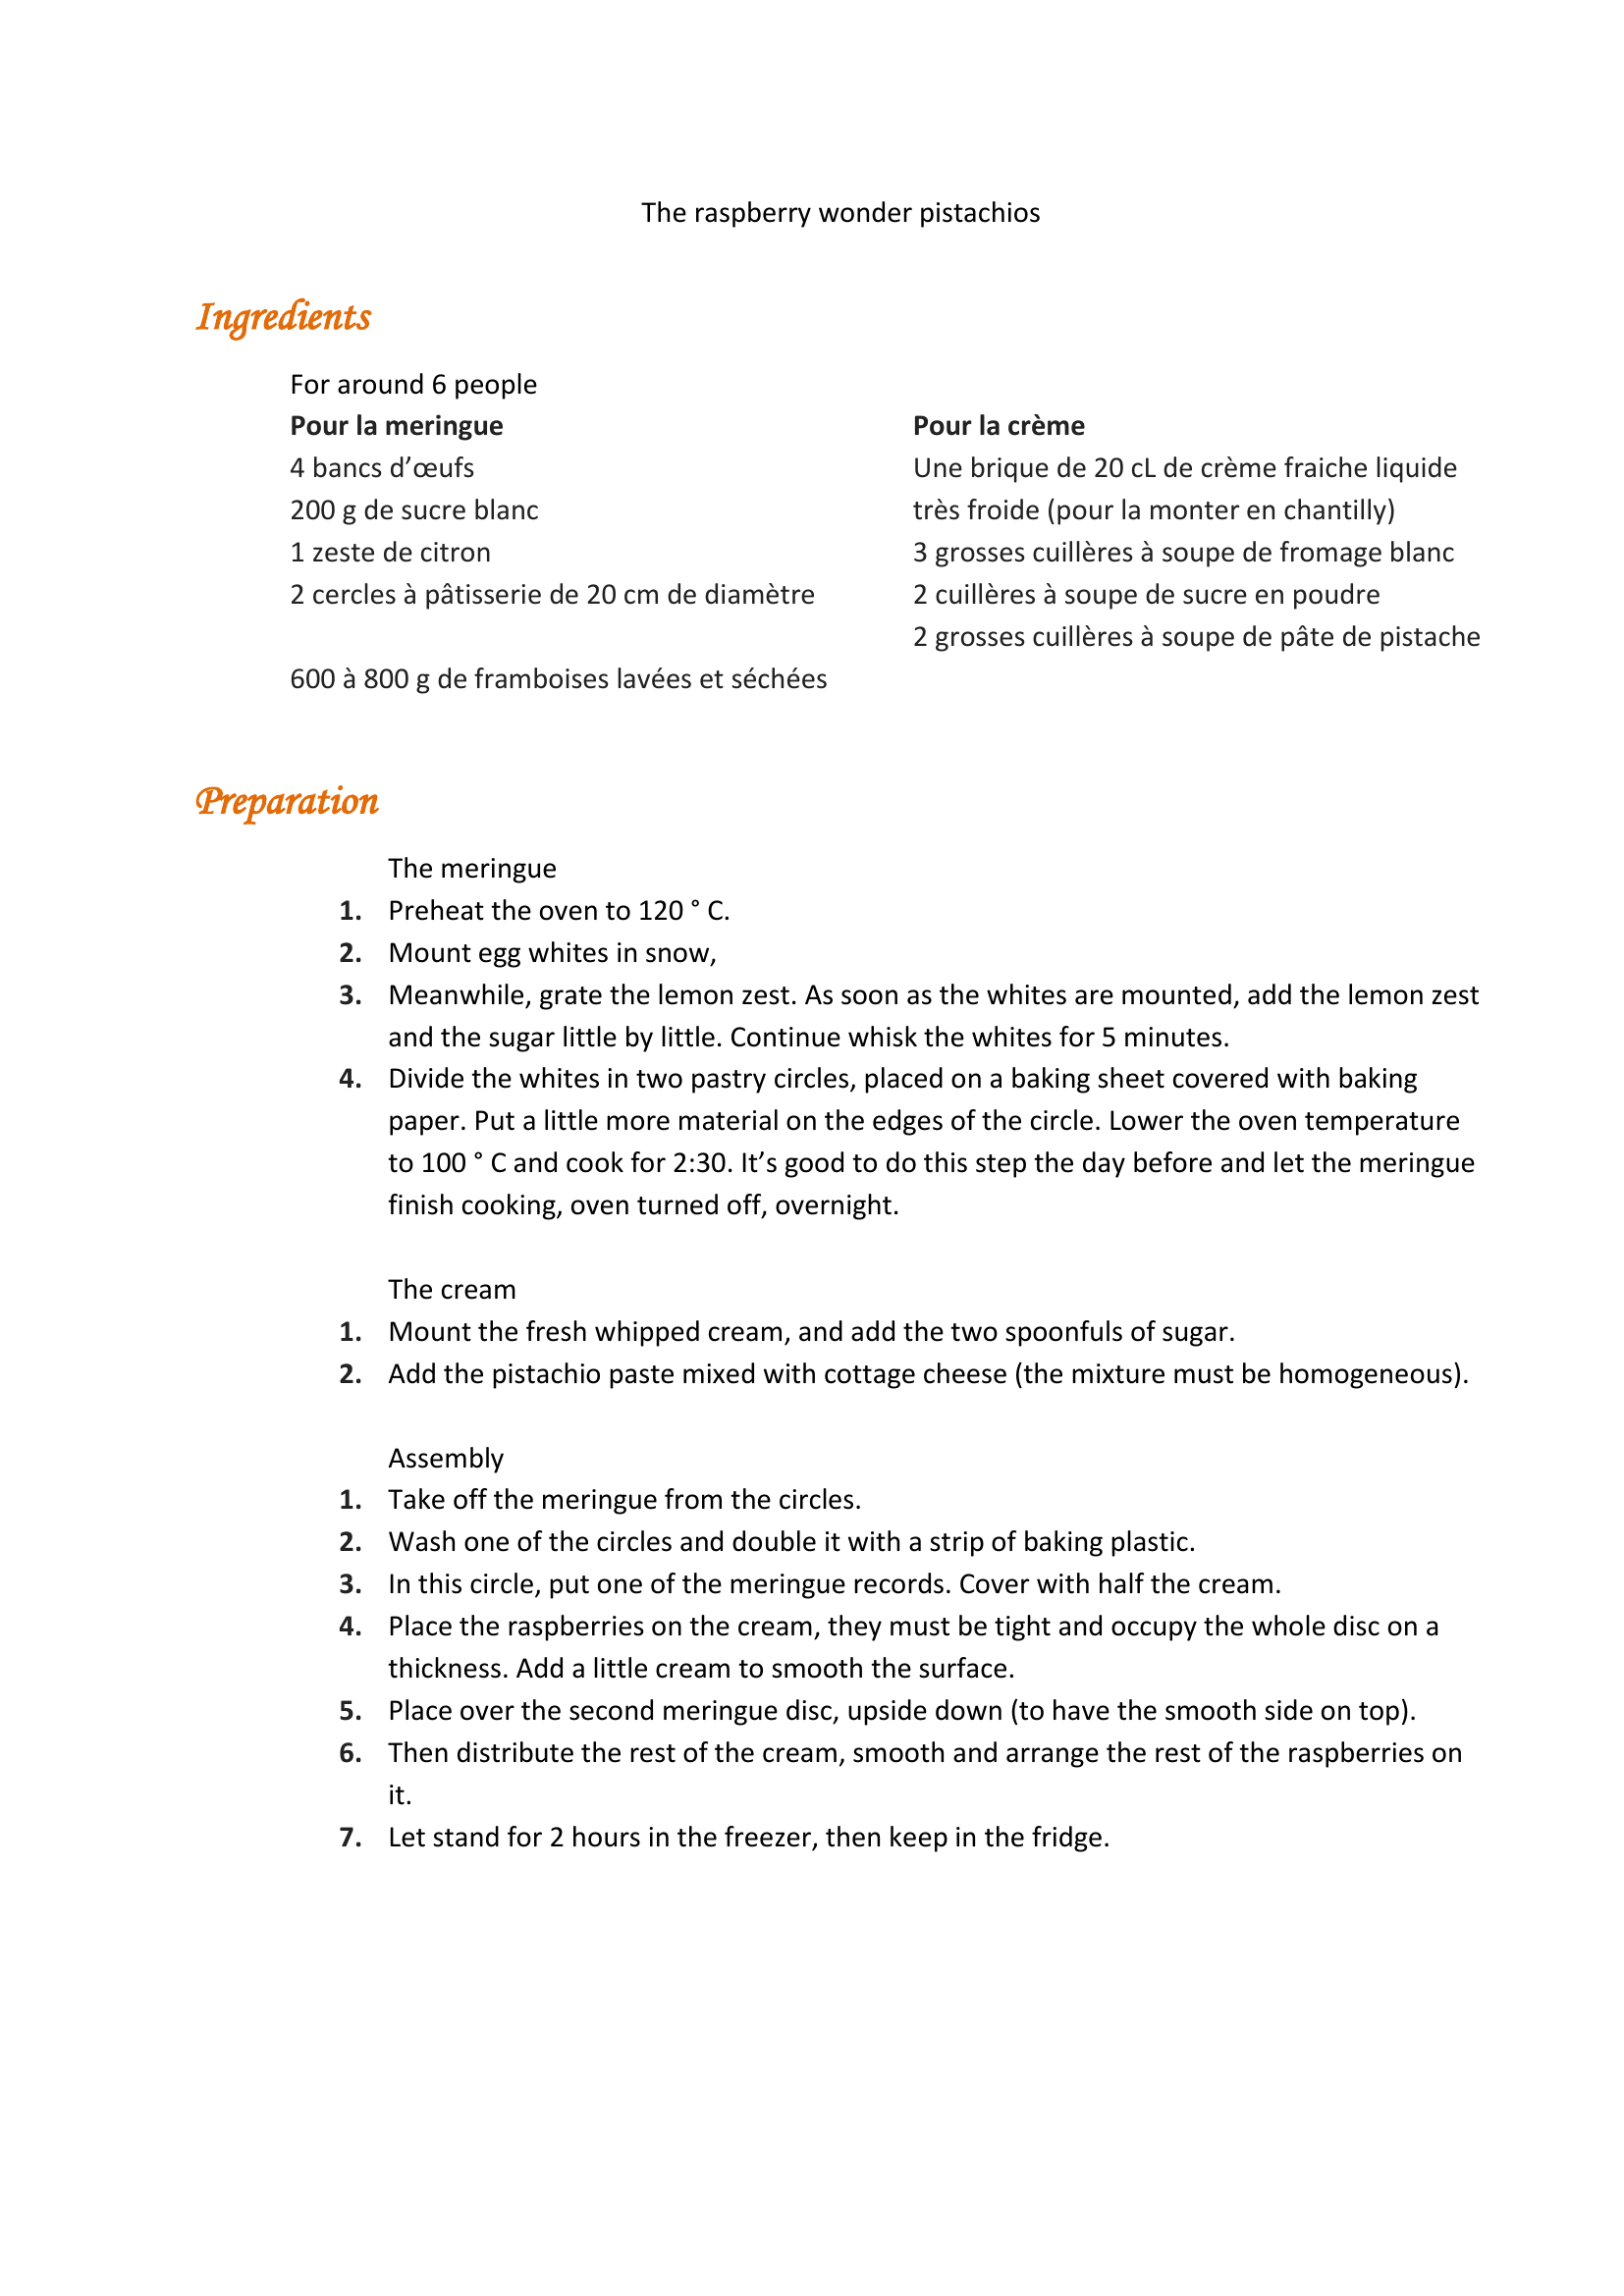 The raspberry wonder pistachios
Ingredients
For around 6 people
Pour la meringue
4 bancs d’œufs
200 g de sucre blanc
1 zeste de citron
2 cercles à pâtisserie de 20 cm de diamètre
600 à 800 g de framboises lavées et séchées
Pour la crème
Une brique de 20 cL de crème fraiche liquide
très froide (pour la monter en chantilly)
3 grosses cuillères à soupe de fromage blanc
2 cuillères à soupe de sucre en poudre
2 grosses cuillères à soupe de pâte de pistache
Preparation
The meringue
1. Preheat the oven to 120 ° C.
2. Mount egg whites in snow,
3. Meanwhile, grate the lemon zest. As soon as the whites are mounted, add the lemon zest
and the sugar little by little. Continue whisk the whites for 5 minutes.
4. Divide the whites in two pastry circles, placed on a baking sheet covered with baking
paper. Put a little more material on the edges of the circle. Lower the oven temperature
to 100 ° C and cook for 2:30. It’s good to do this step the day before and let the meringue
finish cooking, oven turned off, overnight.
The cream
1. Mount the fresh whipped cream, and add the two spoonfuls of sugar.
2. Add the pistachio paste mixed with cottage cheese (the mixture must be homogeneous).
Assembly
1. Take off the meringue from the circles.
2. Wash one of the circles and double it with a strip of baking plastic.
3. In this circle, put one of the meringue records. Cover with half the cream.
4. Place the raspberries on the cream, they must be tight and occupy the whole disc on a
thickness. Add a little cream to smooth the surface.
5. Place over the second meringue disc, upside down (to have the smooth side on top).
6. Then distribute the rest of the cream, smooth and arrange the rest of the raspberries on
it.
7. Let stand for 2 hours in the freezer, then keep in the fridge.